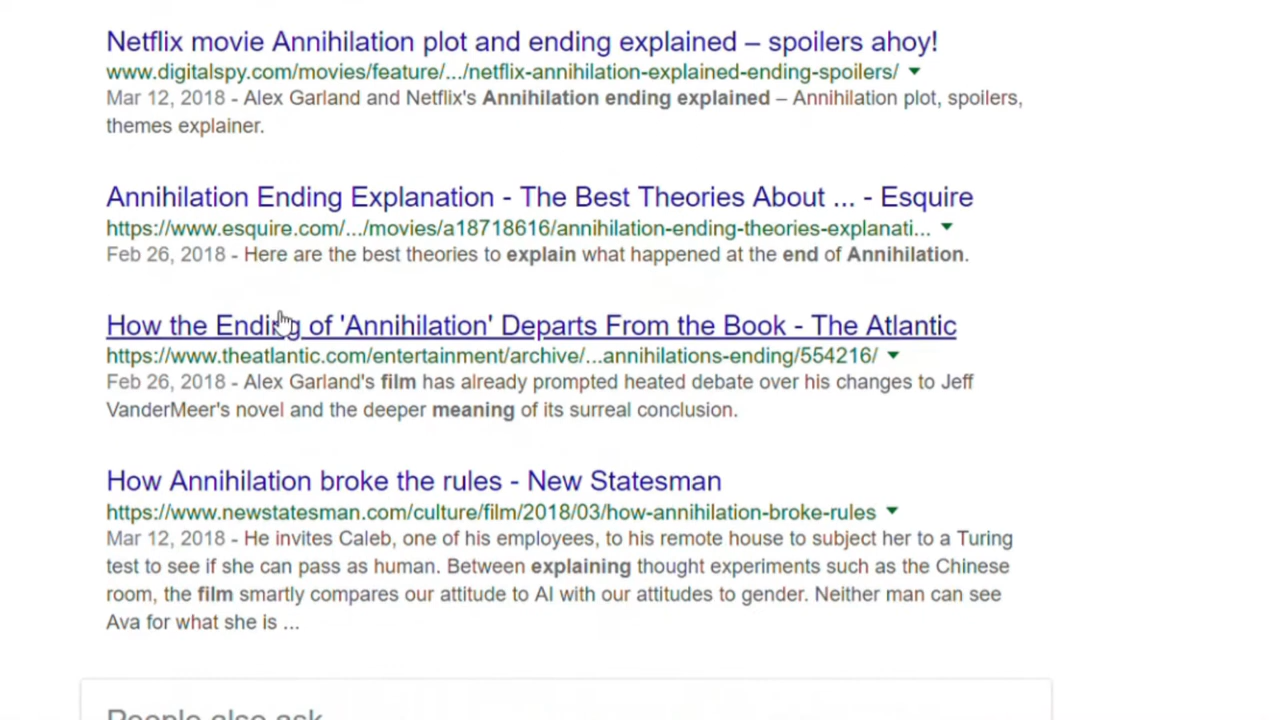 Netflix movie Annihilation plot and ending explained – spoilers ahoy!
www.digitalspy.com/movies/feature/.../netflix-annihilation-explained-ending-spoilers/
Mar 12, 2018 - Alex Garland and Netflix's Annihilation ending explained – Annihilation plot, spoilers,
themes explainer.
Annihilation Ending Explanation - The Best Theories About ... - Esquire
https://www.esquire.com/.../movies/a18718616/annihilation-ending-theories-explanati...
Feb 26, 2018 - Here are the best theories to explain what happened at the end of Annihilation.
How the Ending of 'Annihilation' Departs From the Book - The Atlantic
https://www.theatlantic.com/entertainment/archive/...annihilations-ending/554216/
Feb 26, 2018 - Alex Garland's film has already prompted heated debate over his changes to Jeff
VanderMeer's novel and the deeper meaning of its surreal conclusion.
How Annihilation broke the rules - New Statesman
https://www.newstatesman.com/culture/film/2018/03/how-annihilation-broke-rules
Mar 12, 2018 - He invites Caleb, one of his employees, to his remote house to subject her to a Turing
test to see if she can pass as human. Between explaining thought experiments such as the Chinese
room, the film smartly compares our attitude to AI with our attitudes to gender. Neither man can see
Ava for what she is ...
People also ask